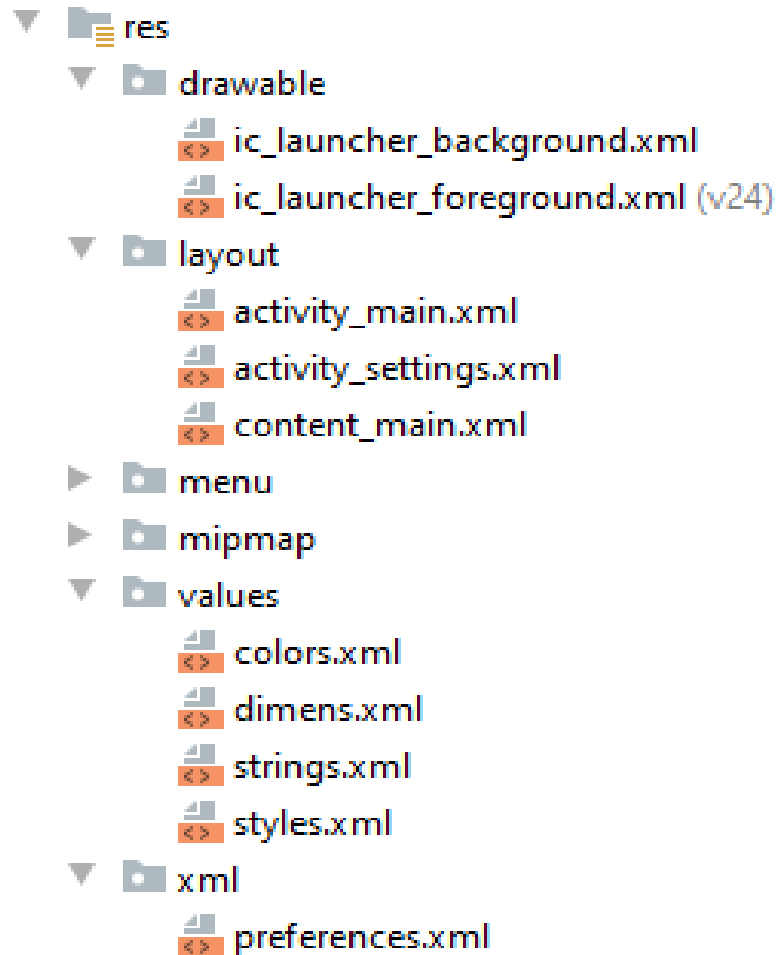 res
drawable
ic_launcher_background.xml
ic_launcher_foreground.xml (v24)
layout
activity_main.xml
activity_settings.xml
content_main.xml
menu
mipmap
values
colors.xml
dimens.xml
strings.xml
styles.xml
xml
preferences.xml